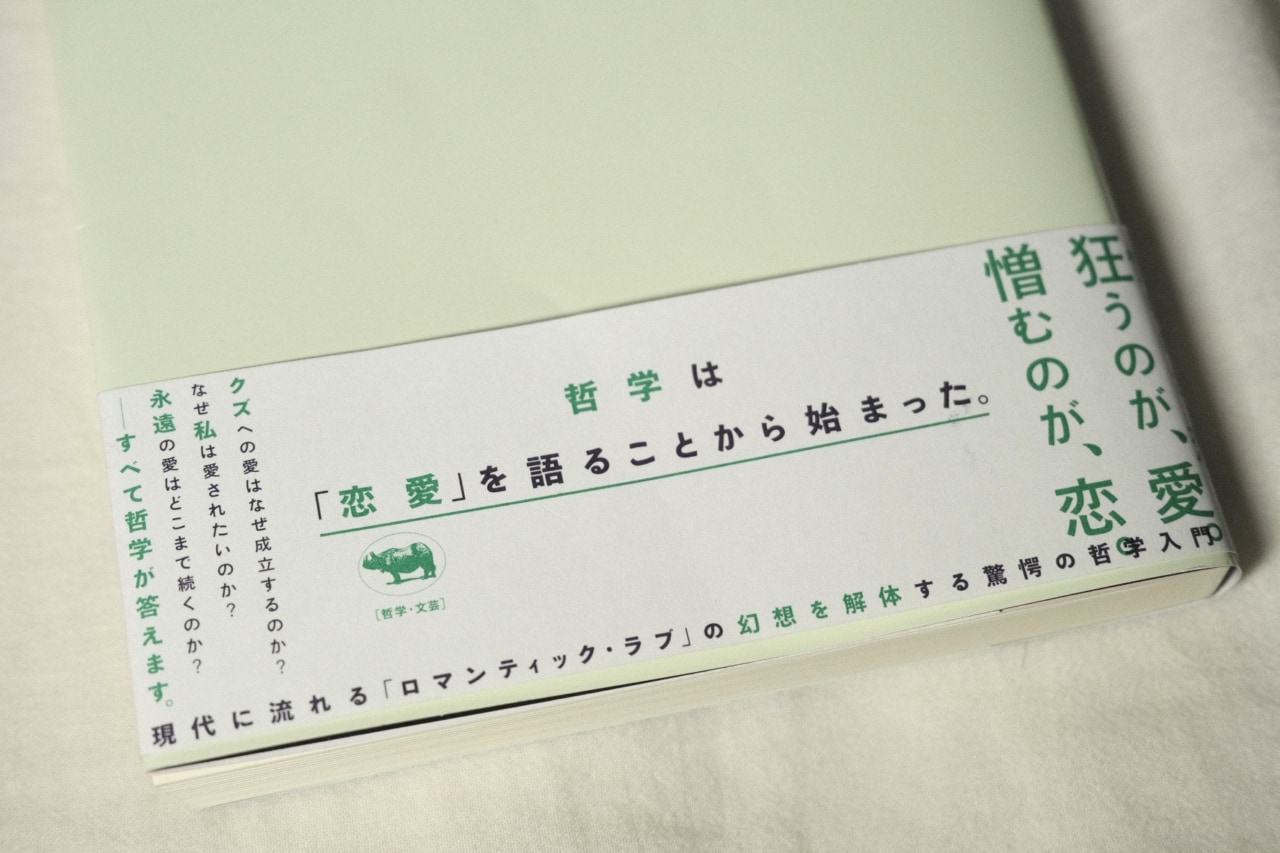 狂うのが、愛。
憎むのが、恋。
哲学は
「恋愛」を語ることから始まった。
クズへの愛はなぜ成立するのか？
なぜ私は愛されたいのか？
永遠の愛はどこまで続くのか？
──すべて哲学が答えます。
［哲学・文芸］
現代に流れる「ロマンティック・ラブ」の幻想を解体する驚愕の哲学入門。